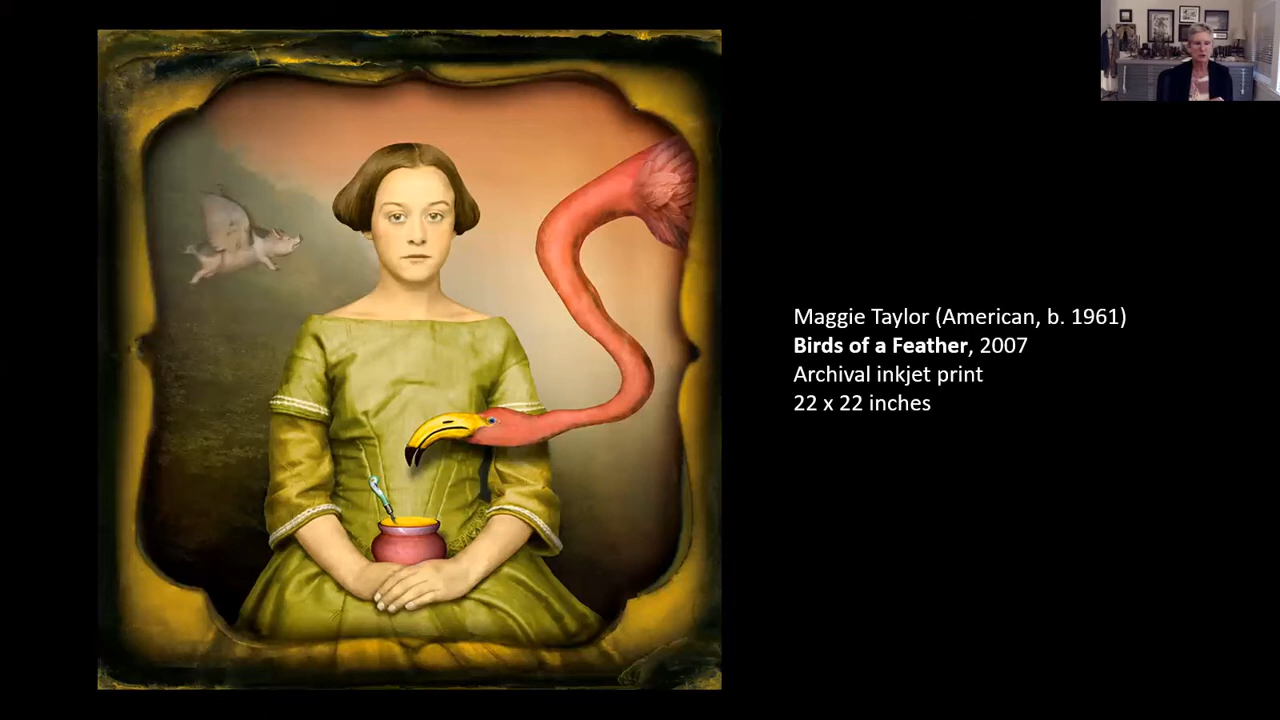 Maggie Taylor (American, b. 1961)
Birds of a Feather, 2007
Archival inkjet print
22 x 22 inches